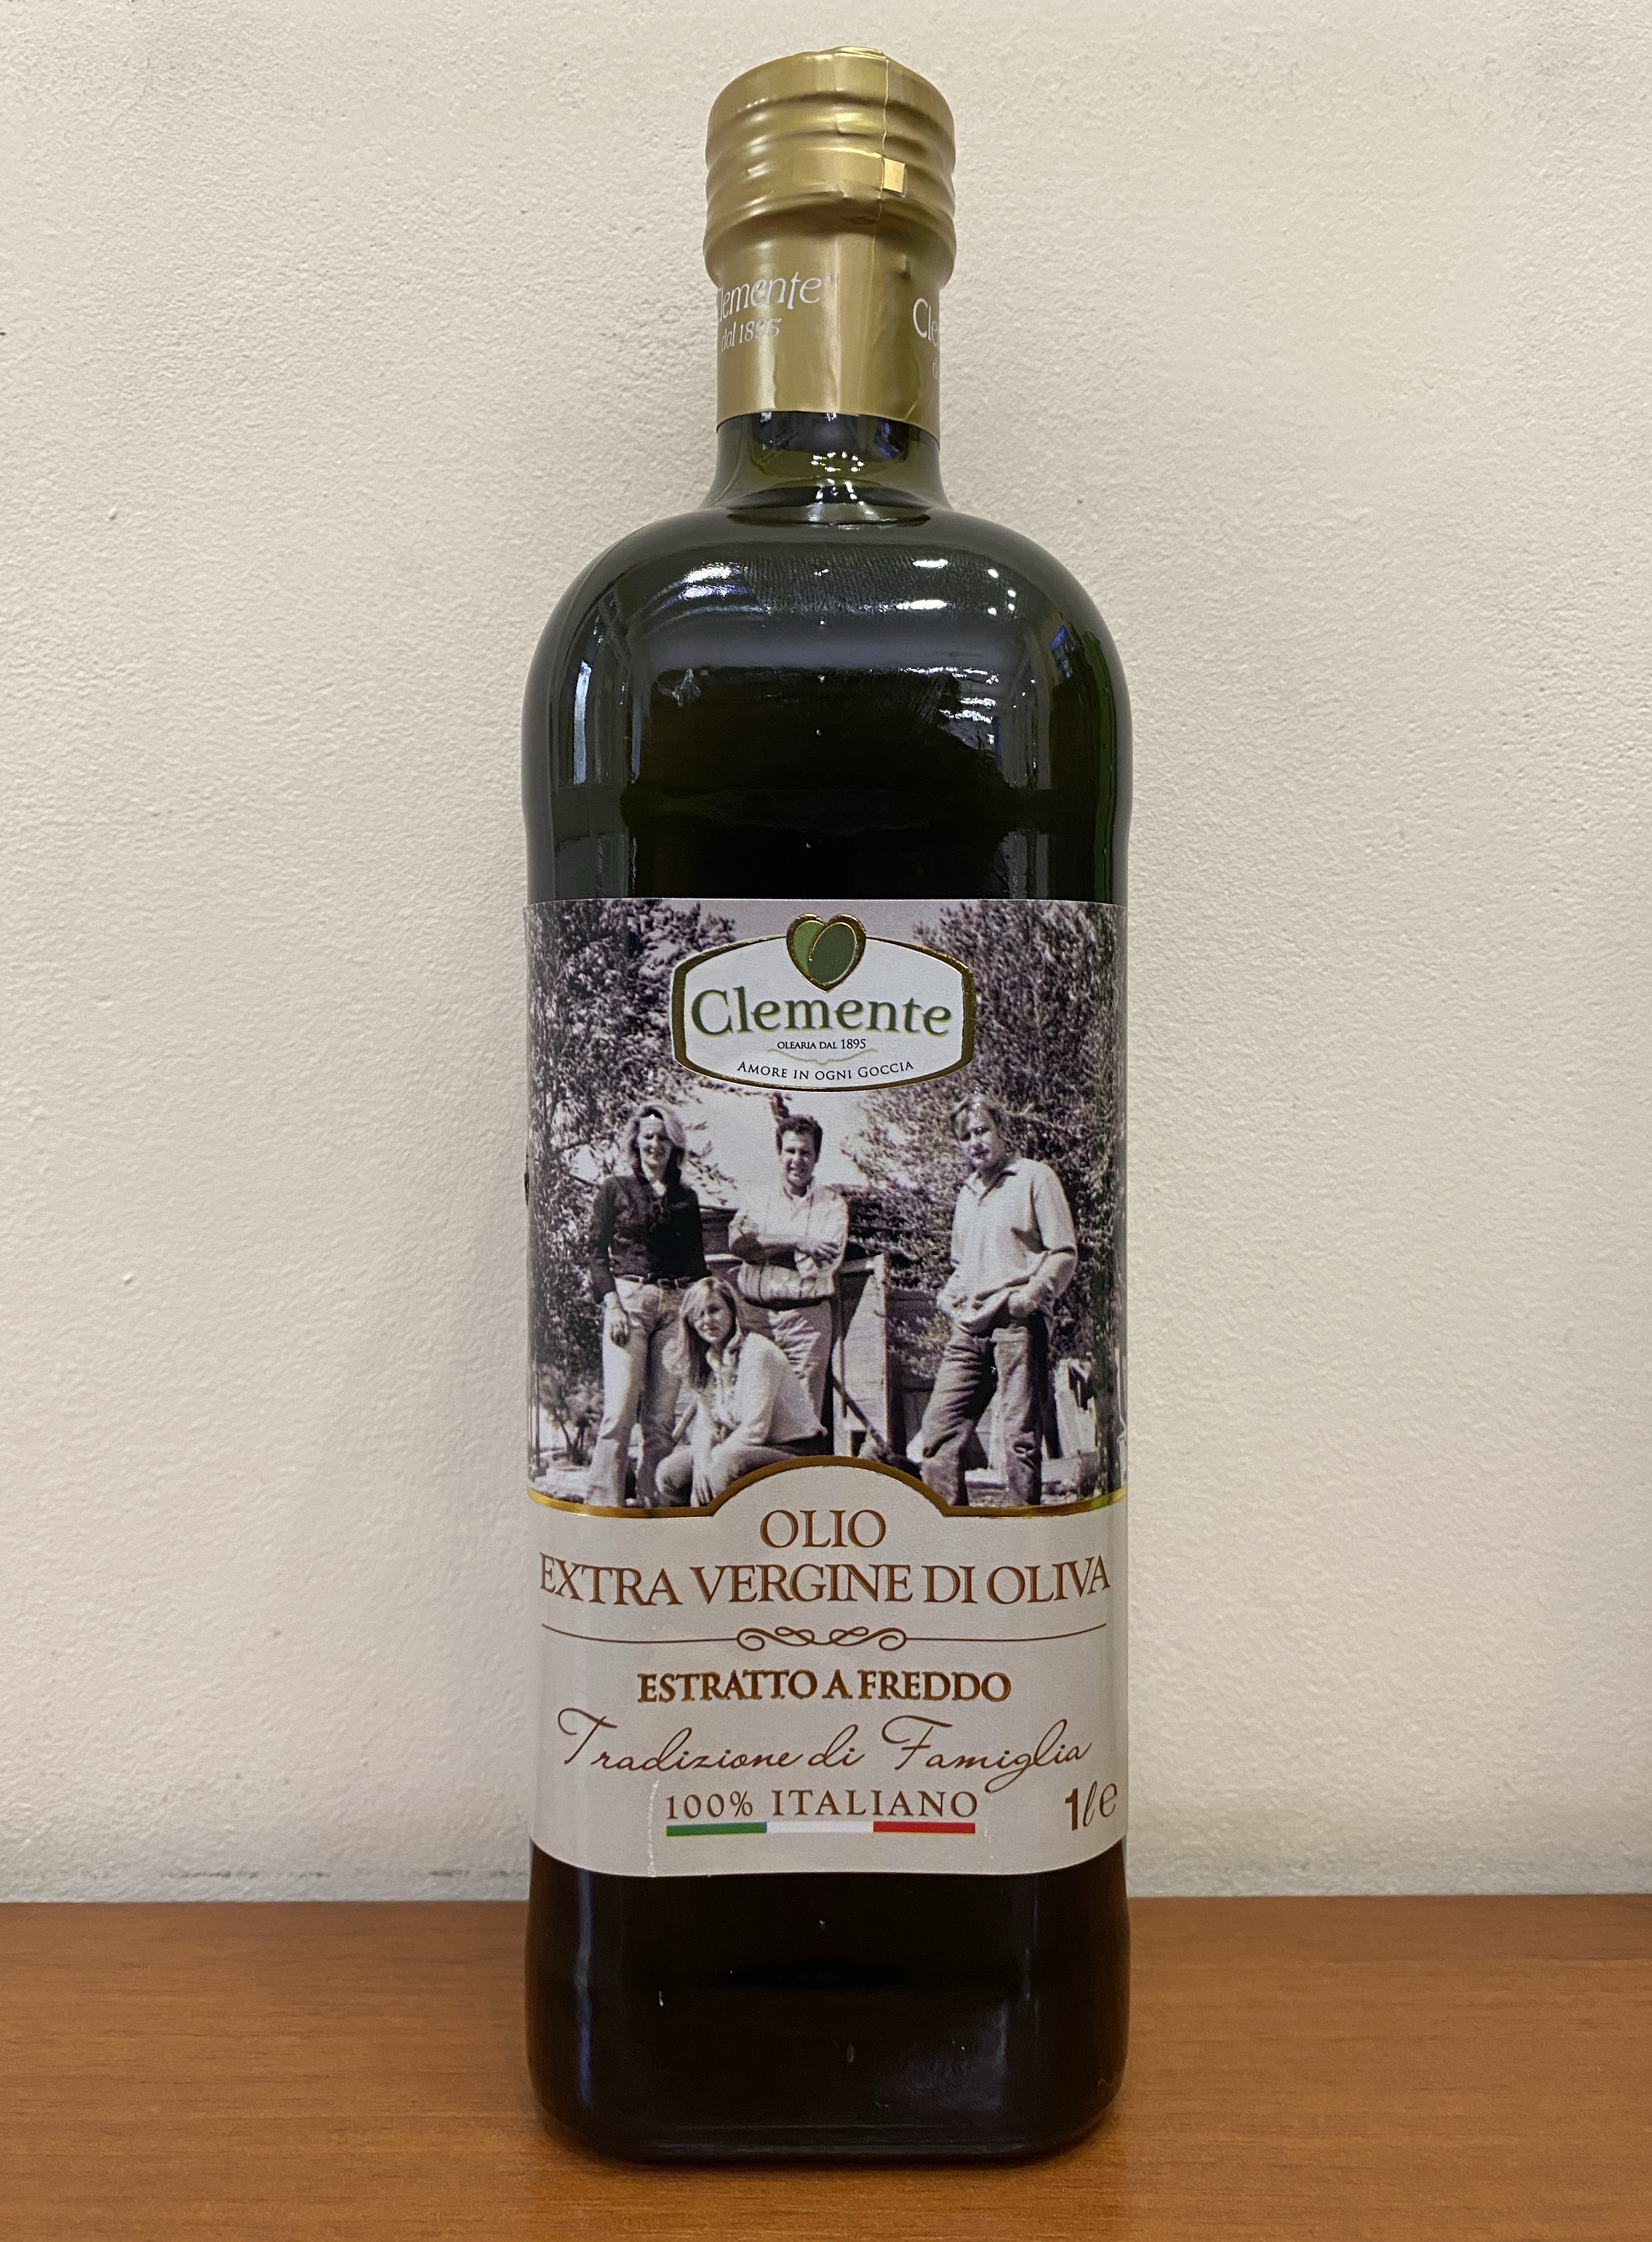 Clemente
dal 1895
Clemente
OLEARIA DAL 1895
AMORE IN OGNI GOCCIA
OLIO
EXTRA VERGINE DI OLIVA
ESTRATTO A FREDDO
Tradizione di Famiglia
100% ITALIANO
1 l e